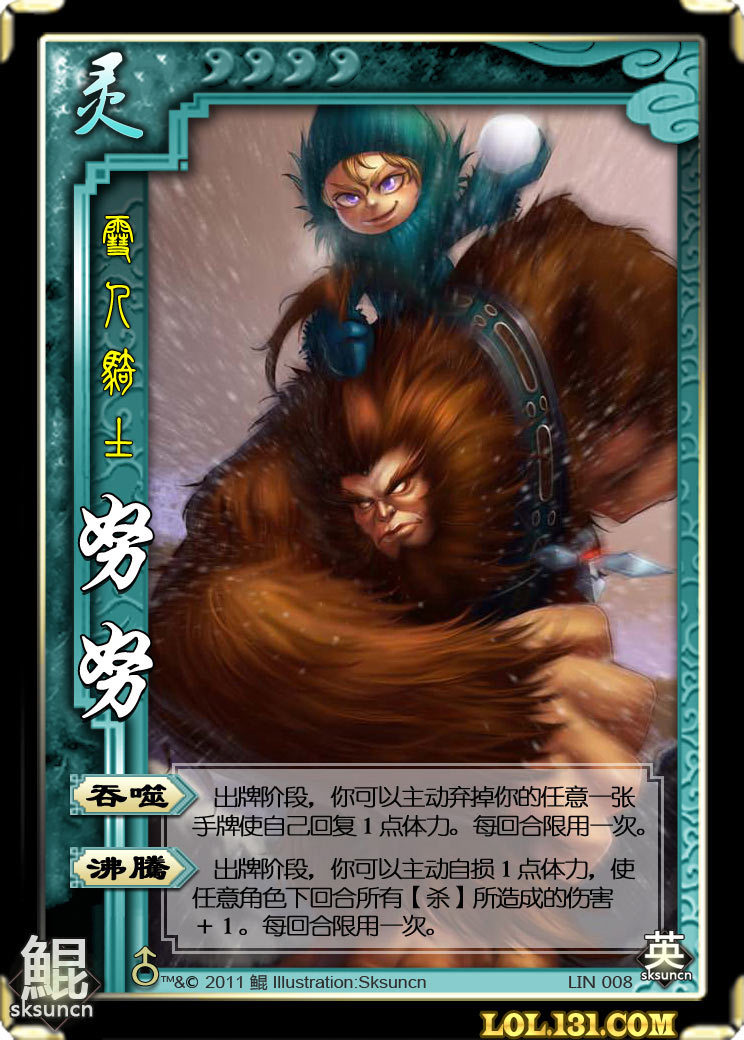 灵
雪人騎士
努努
吞噬
出牌阶段，你可以主动弃掉你的任意一张
手牌使自己回复 1 点体力。每回合限用一次。
沸騰
出牌阶段，你可以主动自损 1 点体力，使
任意角色下回合所有【杀】所造成的伤害
＋ 1 。每回合限用一次。
♂™&© 2011 鲲 Illustration:Sksuncn
LIN 008
英
sksuncn
鯤
sksuncn
LOL.131.COM